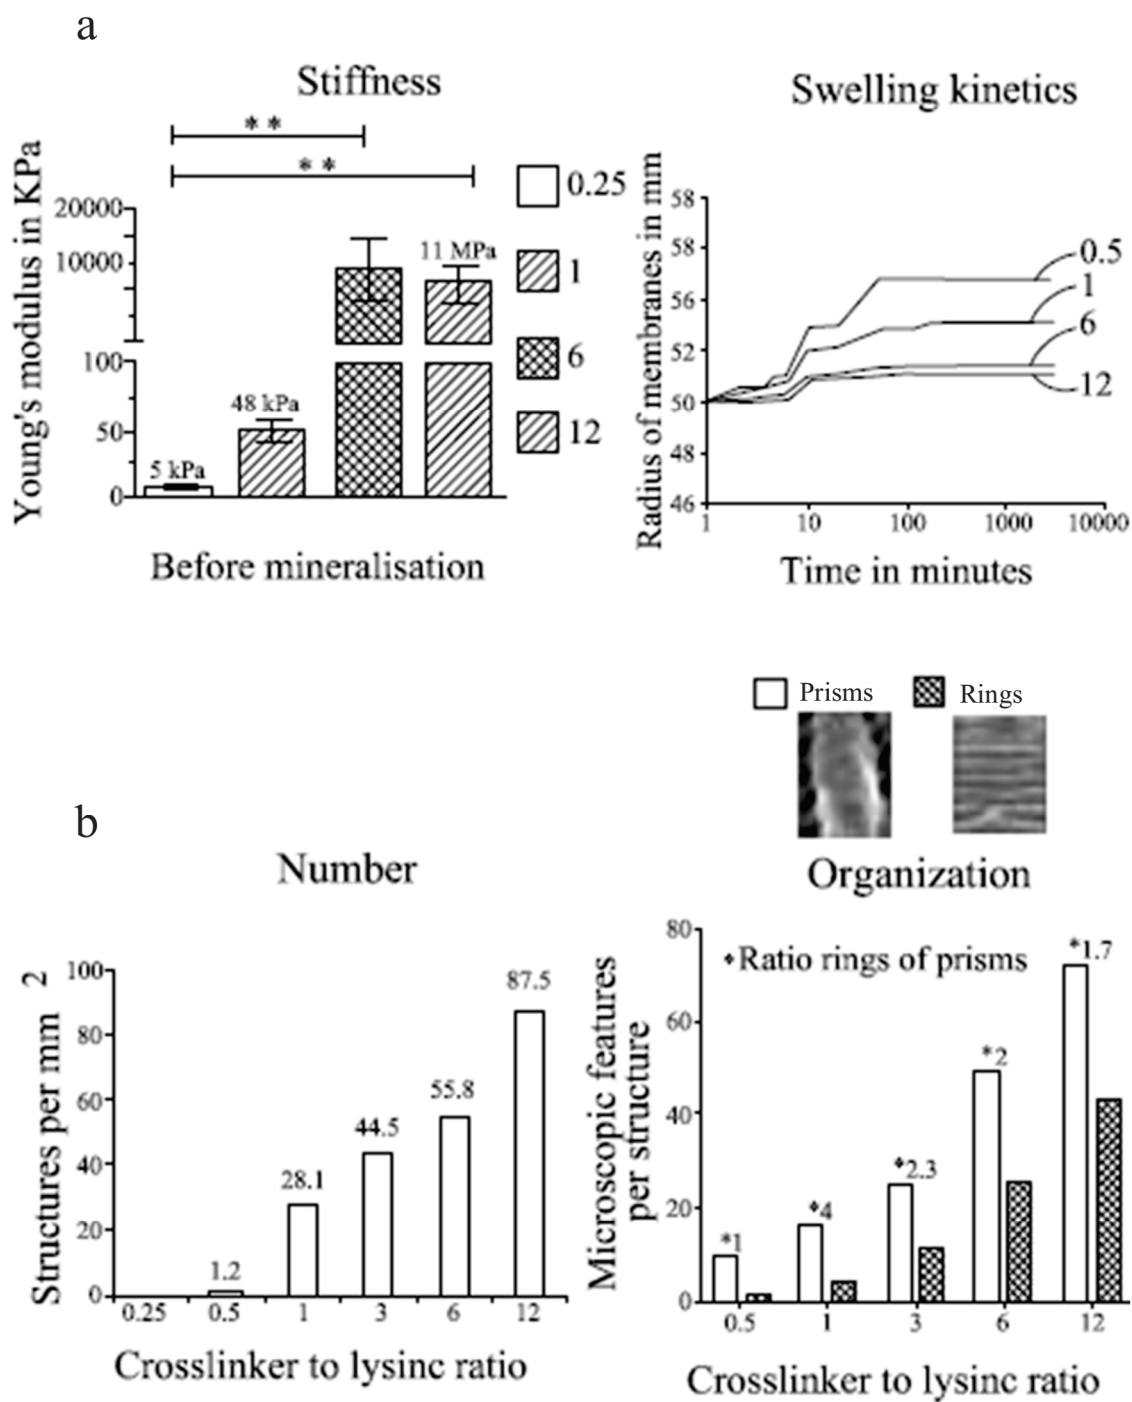 a
Stiffness
* *
* *
Young's modulus in KPa
20000
10000
100
50
0
5 kPa
48 kPa
11 MPa
0.25
1
6
12
Before mineralisation
Swelling kinetics
Radius of membranes in mm
58
58
56
52
50
48
46
1
10
100
1000
10000
0.5
1
6
12
Time in minutes
b
Number
Structures per mm 2
100
80
60
40
20
0
1.2
28.1
44.5
55.8
87.5
0.25
0.5
1
3
6
12
Crosslinker to lysinc ratio
Prisms
Rings
Organization
*Ratio rings of prisms
Microscopic features
per structure
80
60
40
20
0
*1
*4
*2.3
*2
*1.7
0.5
1
3
6
12
Crosslinker to lysinc ratio